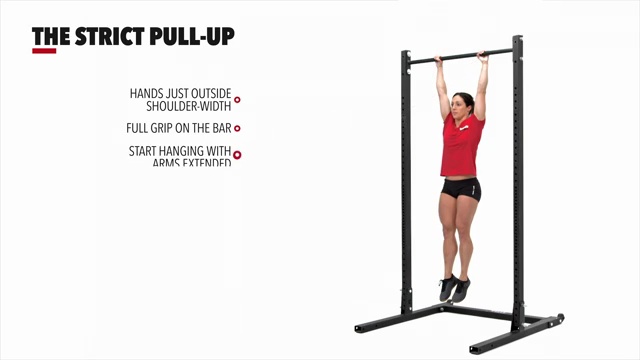 THE STRICT PULL-UP
HANDS JUST OUTSIDE
SHOULDER-WIDTH
FULL GRIP ON THE BAR
START HANGING WITH
ARMS EXTENDED